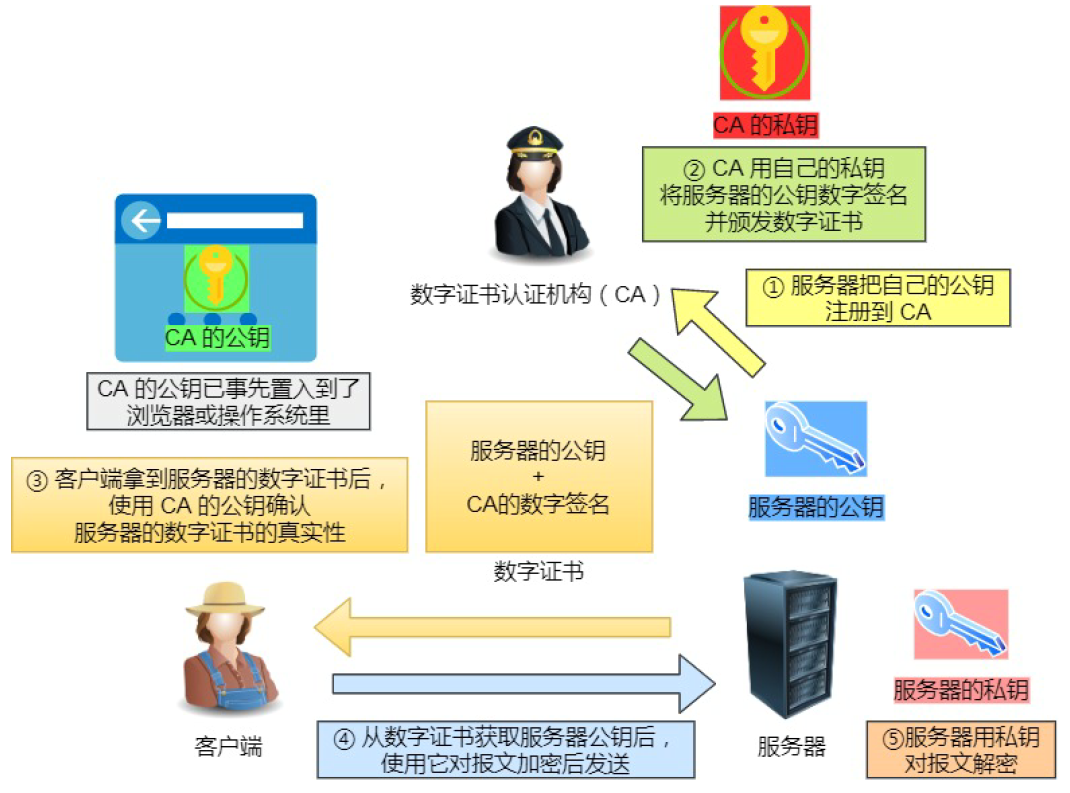 CA 的私钥
② CA 用自己的私钥
将服务器的公钥数字签名
并颁发数字证书
数字证书认证机构（CA）
① 服务器把自己的公钥
注册到 CA
CA 的公钥
CA 的公钥已事先置入到了
浏览器或操作系统里
服务器的公钥
+
CA的数字签名
数字证书
服务器的公钥
③ 客户端拿到服务器的数字证书后，
使用 CA 的公钥确认
服务器的数字证书的真实性
客户端
④ 从数字证书获取服务器公钥后，
使用它对报文加密后发送
服务器
服务器的私钥
⑤服务器用私钥
对报文解密